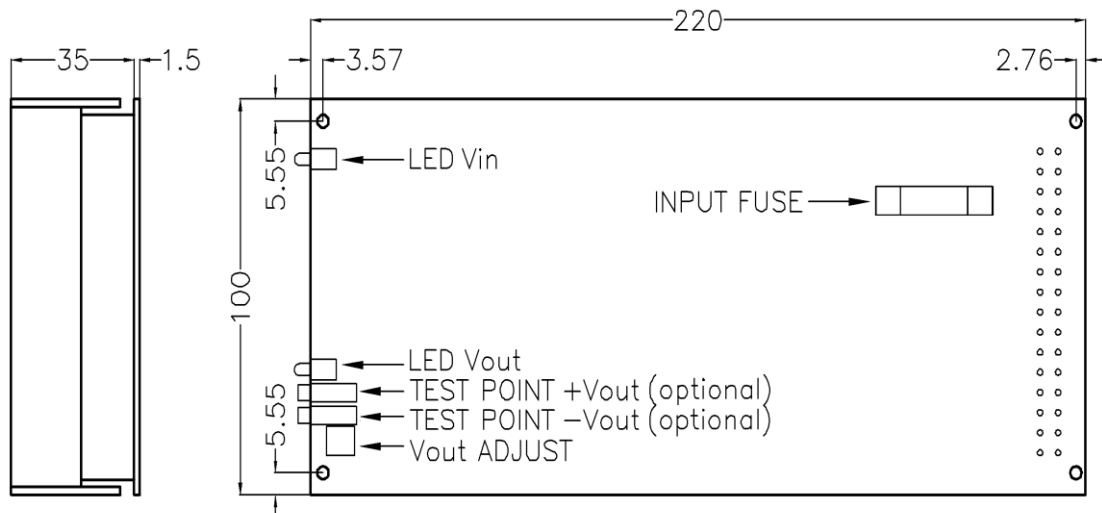 220
35
1.5
3.57
2.76
5.55
LED Vin
INPUT FUSE
100
LED Vout
TEST POINT +Vout (optional)
TEST POINT −Vout (optional)
5.55
Vout ADJUST